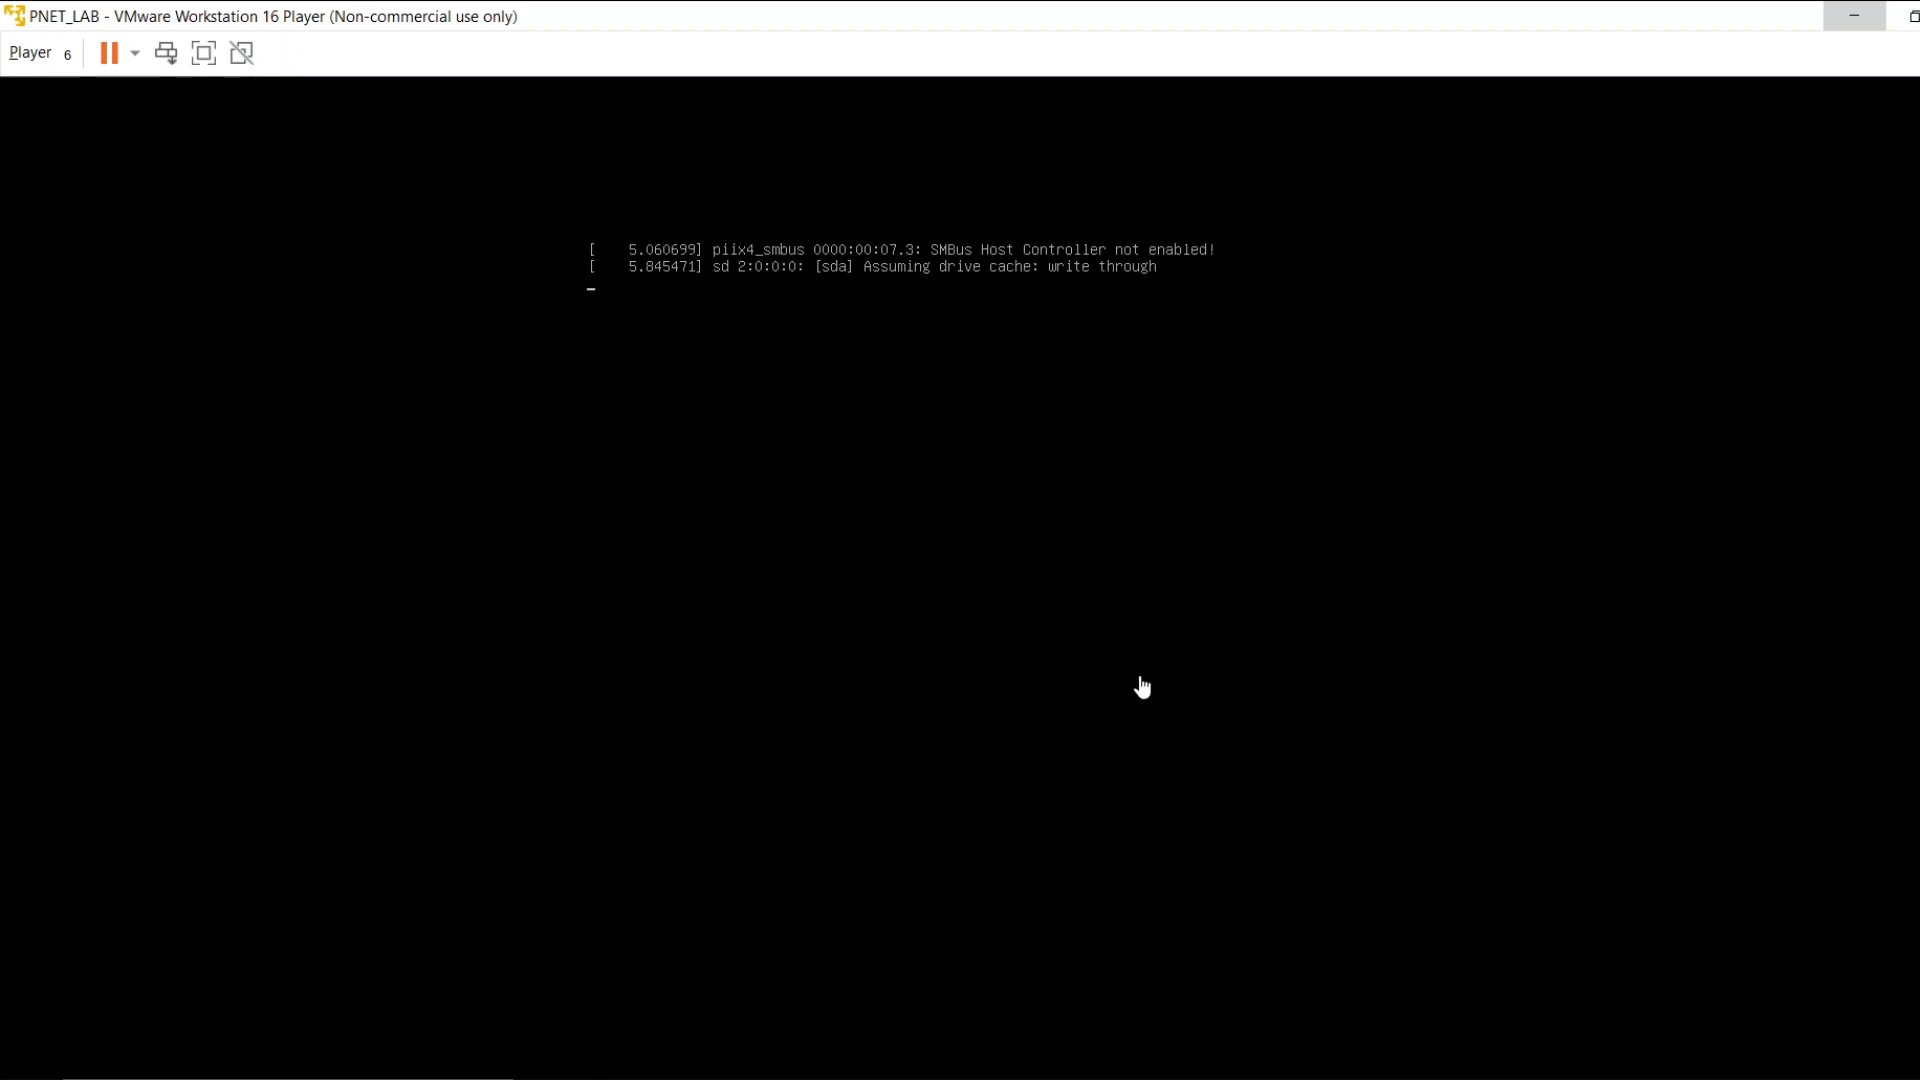 PNET_LAB - VMware Workstation 16 Player (Non-commercial use only)
Player 6
[    5.060699] piix4_smbus 0000:00:07.3: SMBus Host Controller not enabled!
[    5.845471] sd 2:0:0:0: [sda] Assuming drive cache: write through